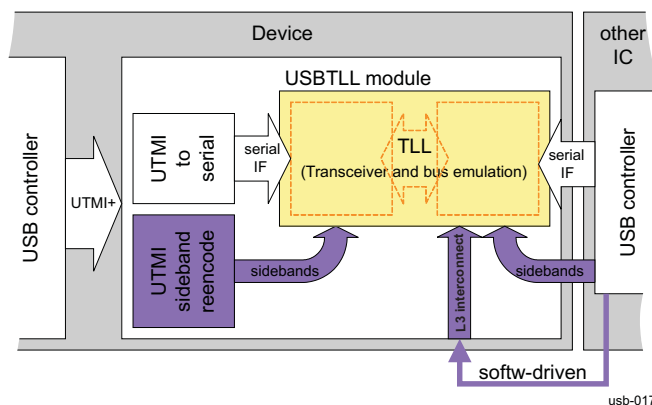 Device
other
IC
USBTLL module
USB controller
UTMI+
UTMI
to
serial
serial
IF
TLL
(Transceiver and bus emulation)
serial
IF
USB controller
UTMI
sideband
reencode
sidebands
L3 interconnect
sidebands
softw-driven
usb-017